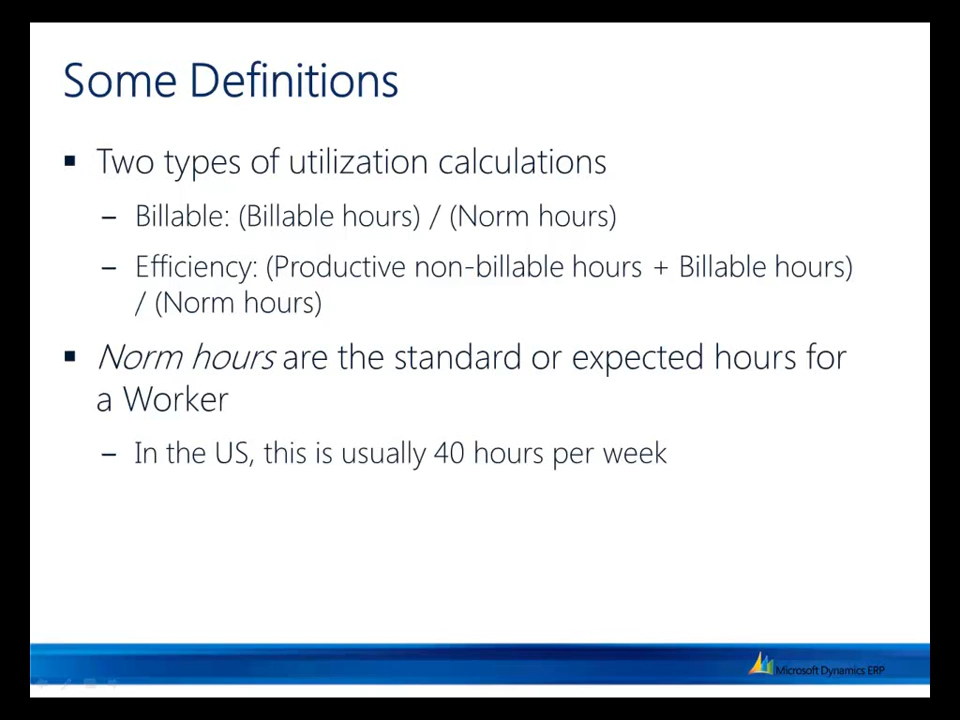 Some Definitions
▪ Two types of utilization calculations
– Billable: (Billable hours) / (Norm hours)
– Efficiency: (Productive non-billable hours + Billable hours)
/ (Norm hours)
▪ Norm hours are the standard or expected hours for
a Worker
– In the US, this is usually 40 hours per week
Microsoft Dynamics ERP